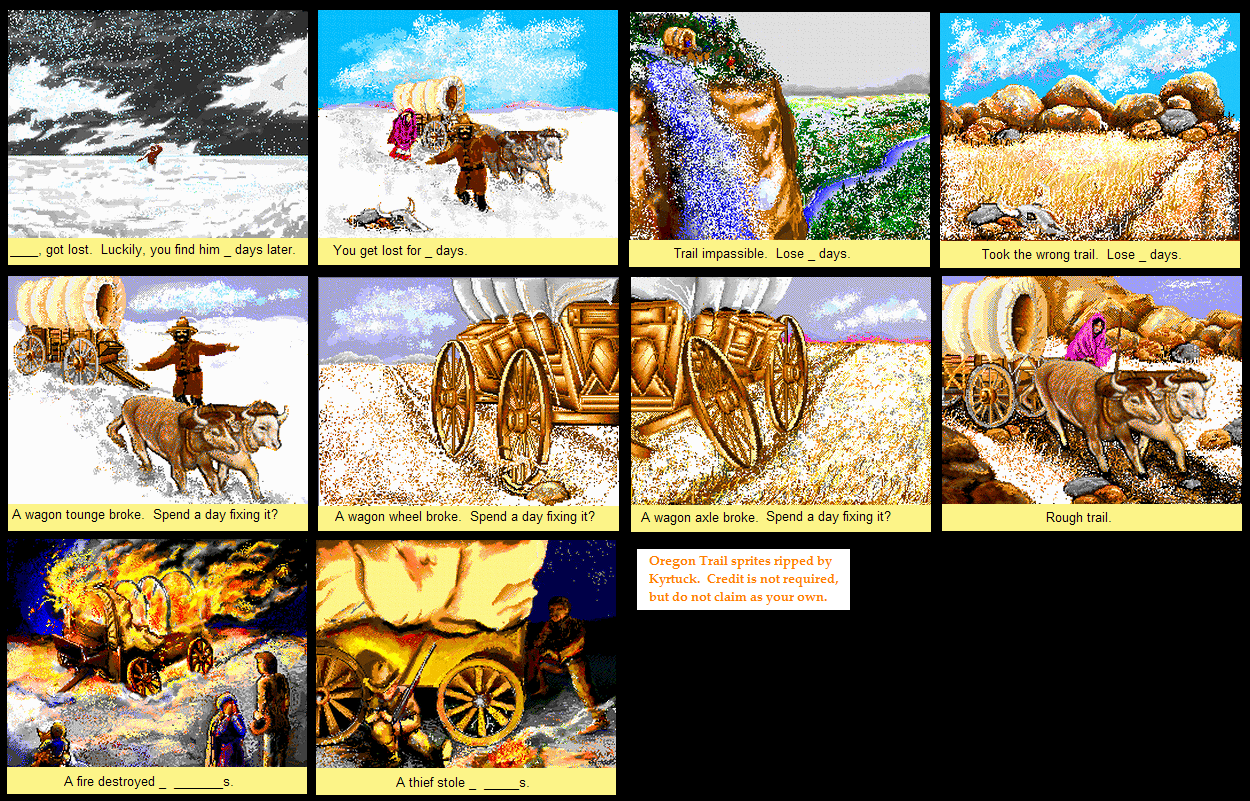 ____, got lost.  Luckily, you find him _ days later.
You get lost for _ days.
Trail impassible.  Lose _ days.
Took the wrong trail.  Lose _ days.
A wagon tounge broke.  Spend a day fixing it?
A wagon wheel broke.  Spend a day fixing it?
A wagon axle broke.  Spend a day fixing it?
Rough trail.
A fire destroyed _  _______s.
A thief stole _  _____s.
Oregon Trail sprites ripped by
Kyrtuck.  Credit is not required,
but do not claim as your own.